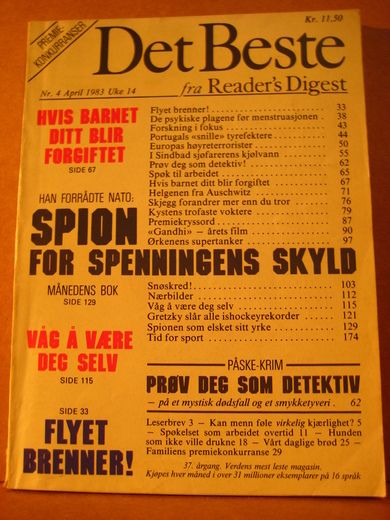 PREMIE-
KONKURRANSER
Kr. 11,50
Det Beste
Nr. 4 April 1983 Uke 14
fra Reader's Digest
HVIS BARNET
DITT BLIR
FORGIFTET
SIDE 67
HAN FORRÅDTE NATO:
SPION
FOR SPENNINGENS SKYLD
MÅNEDENS BOK
SIDE 129
VÅG Å VÆRE
DEG SELV
SIDE 115
SIDE 33
FLYET
BRENNER!
Flyet brenner! 33
De psykiske plagene før menstruasjonen 38
Forskning i fokus 43
Portugals «snille» tyrefektere 44
Europas høyreterrorister 50
I Sindbad sjøfarerens kjølvann 55
Prøv deg som detektiv! 62
Spøk til arbeidet 65
Hvis barnet ditt blir forgiftet 67
Helgenen fra Auschwitz 71
Skjegg forandrer mer enn du tror 76
Kystens trofaste voktere 79
Premiekryssord 87
«Gandhi» — årets film 90
Ørkenens supertanker 97
Snøskred! 103
Nærbilder 112
Våg å være deg selv 115
Gretzky slår alle ishockeyrekorder 121
Spionen som elsket sitt yrke 129
Tid for sport 174
PÅSKE-KRIM
PRØV DEG SOM DETEKTIV
– på et mystisk dødsfall og et smykketyveri. 62
Leserbrev 3 – Kan menn føle virkelig kjærlighet? 5
– Spøkelset som arbeidet overtid 11 – Hunden
som ikke ville drukne 18 – Vårt daglige brød 25 –
Familiens premiekonkurranse 29
37. årgang. Verdens mest leste magasin.
Kjøpes hver måned i over 31 millioner eksemplarer på 16 språk